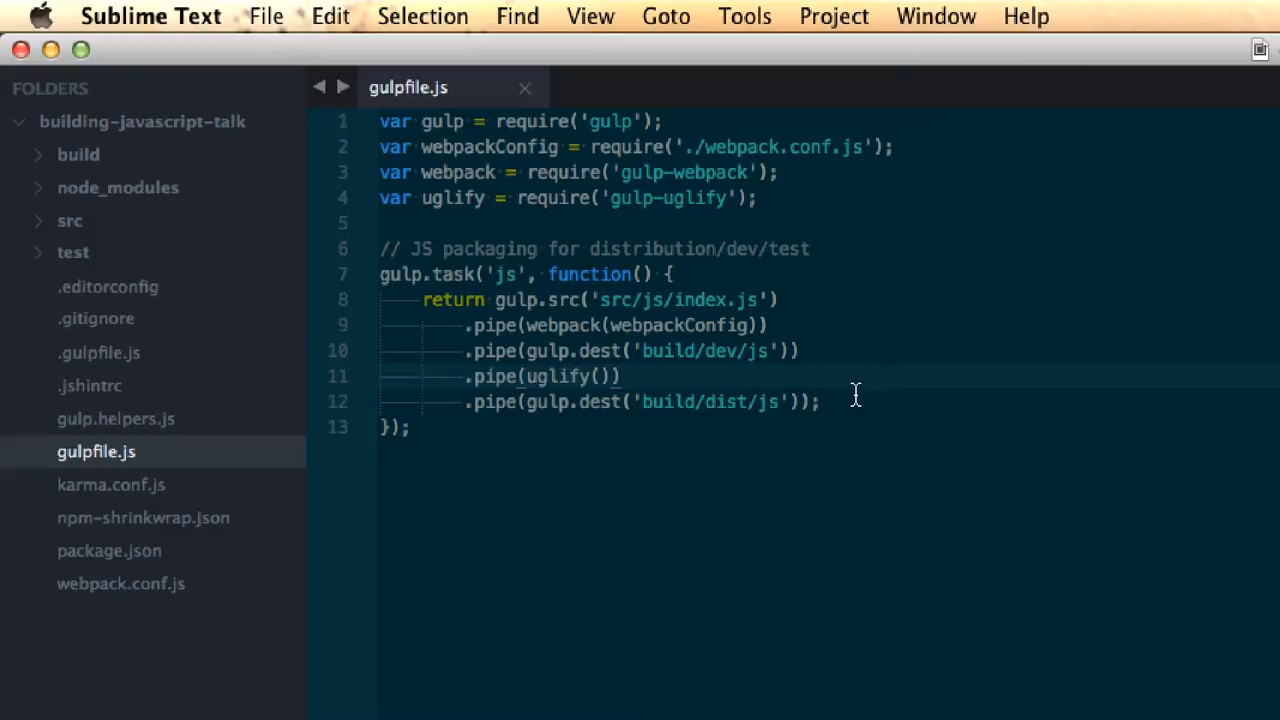 Sublime Text File Edit Selection Find View Goto Tools Project Window Help
FOLDERS
building-javascript-talk
build
node_modules
src
test
.editorconfig
.gitignore
.gulpfile.js
.jshintrc
gulp.helpers.js
gulpfile.js
karma.conf.js
npm-shrinkwrap.json
package.json
webpack.conf.js
gulpfile.js
1 var gulp = require('gulp');
2 var webpackConfig = require('./webpack.conf.js');
3 var webpack = require('gulp-webpack');
4 var uglify = require('gulp-uglify');
5
6 // JS packaging for distribution/dev/test
7 gulp.task('js', function() {
8 return gulp.src('src/js/index.js')
9 .pipe(webpack(webpackConfig))
10 .pipe(gulp.dest('build/dev/js'))
11 .pipe(uglify())
12 .pipe(gulp.dest('build/dist/js'));
13 });